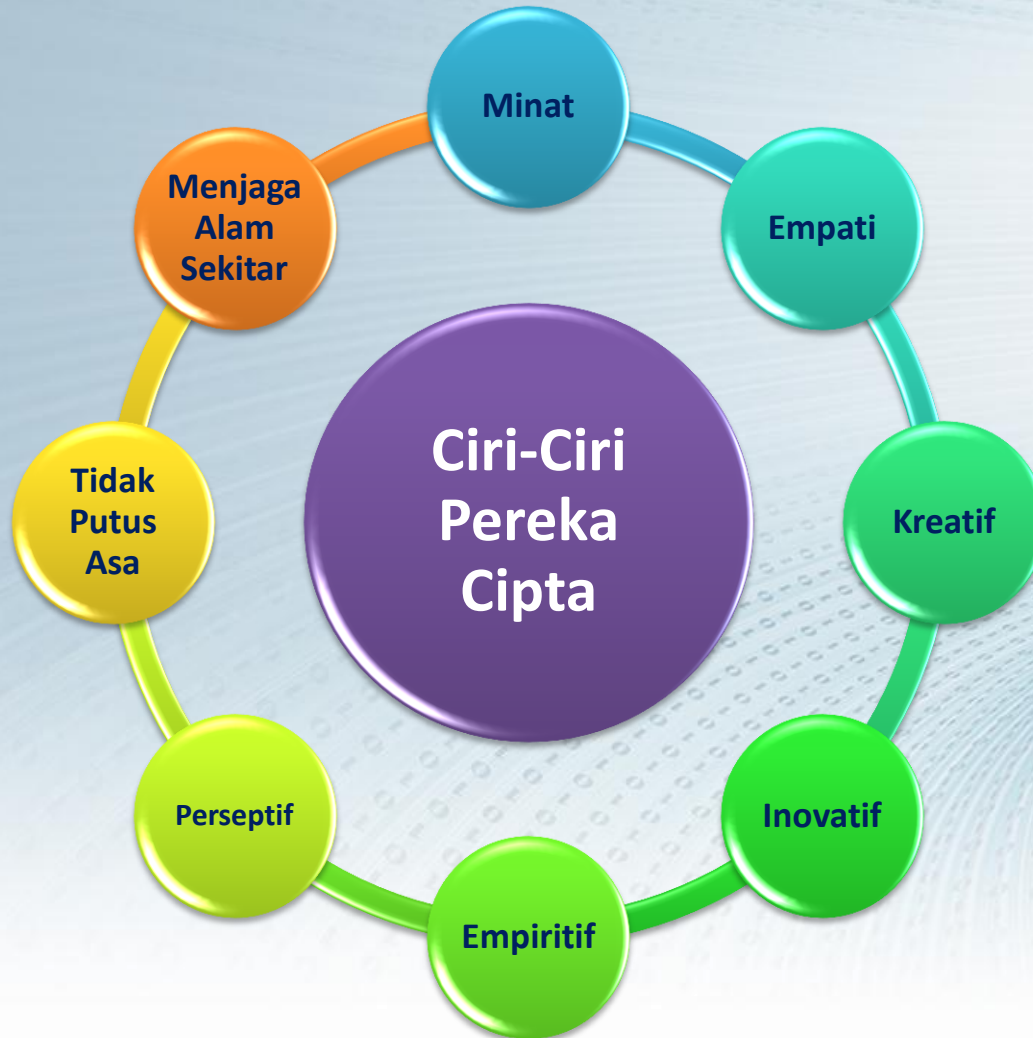 Ciri-Ciri
Pereka
Cipta
Minat
Empati
Kreatif
Inovatif
Empiritif
Perseptif
Tidak
Putus
Asa
Menjaga
Alam
Sekitar